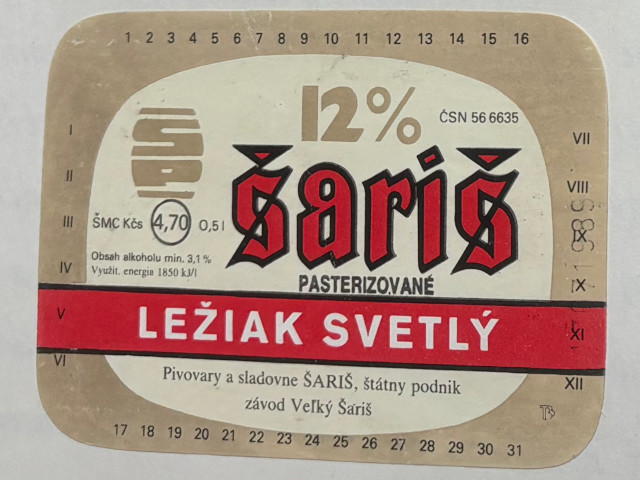 1 2 3 4 5 6 7 8 9 10 11 12 13 14 15 16
12%
ČSN 56 6635
SP
šariš
ŠMC Kčs 4,70 0,5 l
Obsah alkoholu min. 3,1 %
Využit. energia 1850 kJ/l
PASTERIZOVANÉ
LEŽIAK SVETLÝ
Pivovary a sladovne ŠARIŠ, štátny podnik
závod Veľký Šariš
I
II
III
IV
V
VI
VII
VIII
IX
X
XI
XII
17 18 19 20 21 22 23 24 25 26 27 28 29 30 31